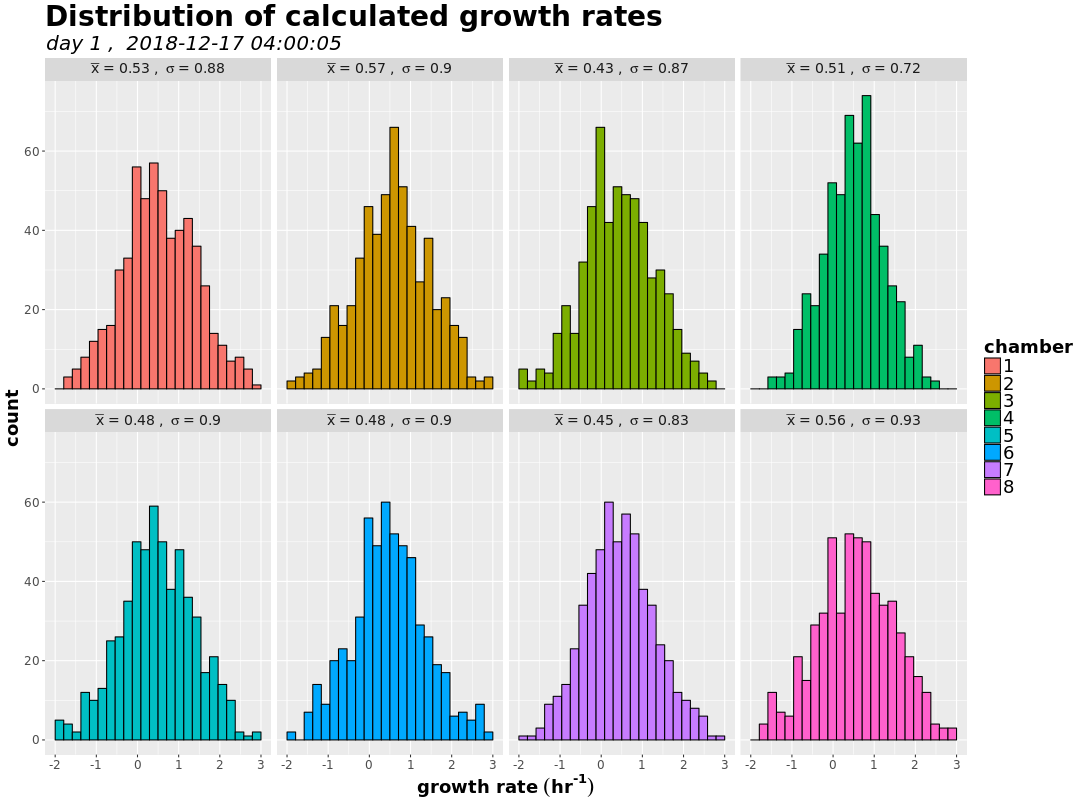 Distribution of calculated growth rates
day 1 ,  2018-12-17 04:00:05
x̅ = 0.53 ,  σ = 0.88
x̅ = 0.57 ,  σ = 0.9
x̅ = 0.43 ,  σ = 0.87
x̅ = 0.51 ,  σ = 0.72
60
40
20
0
x̅ = 0.48 ,  σ = 0.9
x̅ = 0.48 ,  σ = 0.9
x̅ = 0.45 ,  σ = 0.83
x̅ = 0.56 ,  σ = 0.93
60
40
20
0
-2 -1 0 1 2 3
-2 -1 0 1 2 3
-2 -1 0 1 2 3
-2 -1 0 1 2 3
count
growth rate (hr⁻¹)
chamber
1
2
3
4
5
6
7
8